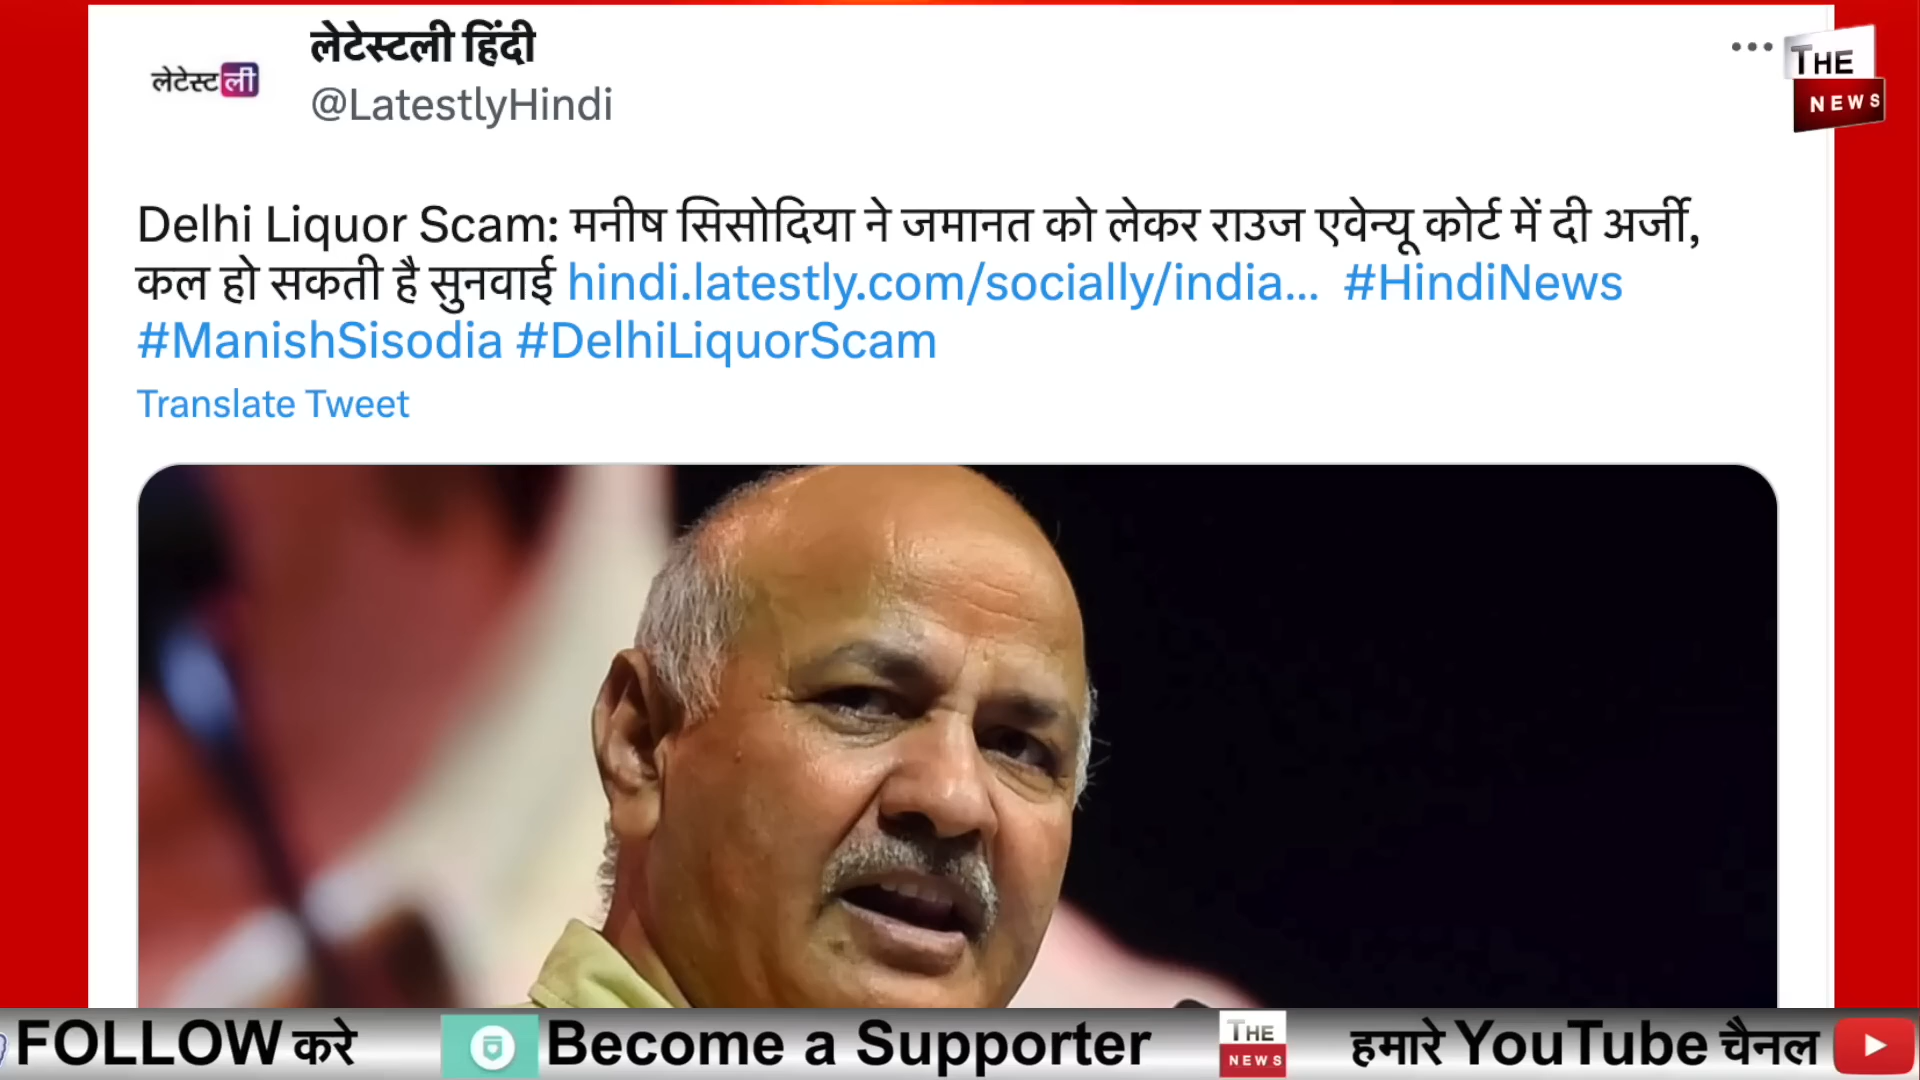 लेटेस्टली हिंदी
लेटेस्टली
@LatestlyHindi
THE
NEWS
Delhi Liquor Scam: मनीष सिसोदिया ने जमानत को लेकर राउज एवेन्यू कोर्ट में दी अर्जी,
कल हो सकती है सुनवाई hindi.latestly.com/socially/india... #HindiNews
#ManishSisodia #DelhiLiquorScam
Translate Tweet
FOLLOW करे Become a Supporter THE NEWS हमारे YouTube चैनल